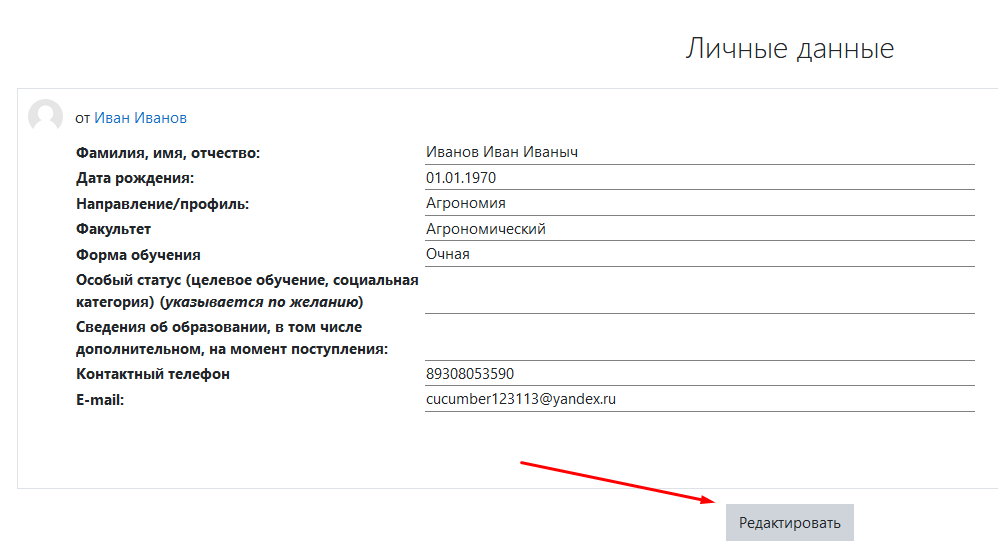 Личные данные
от Иван Иванов
Фамилия, имя, отчество: Иванов Иван Иваныч
Дата рождения: 01.01.1970
Направление/профиль: Агрономия
Факультет Агрономический
Форма обучения Очная
Особый статус (целевое обучение, социальная
категория) (указывается по желанию)
Сведения об образовании, в том числе
дополнительном, на момент поступления:
Контактный телефон 89308053590
E-mail: cucumber123113@yandex.ru
Редактировать